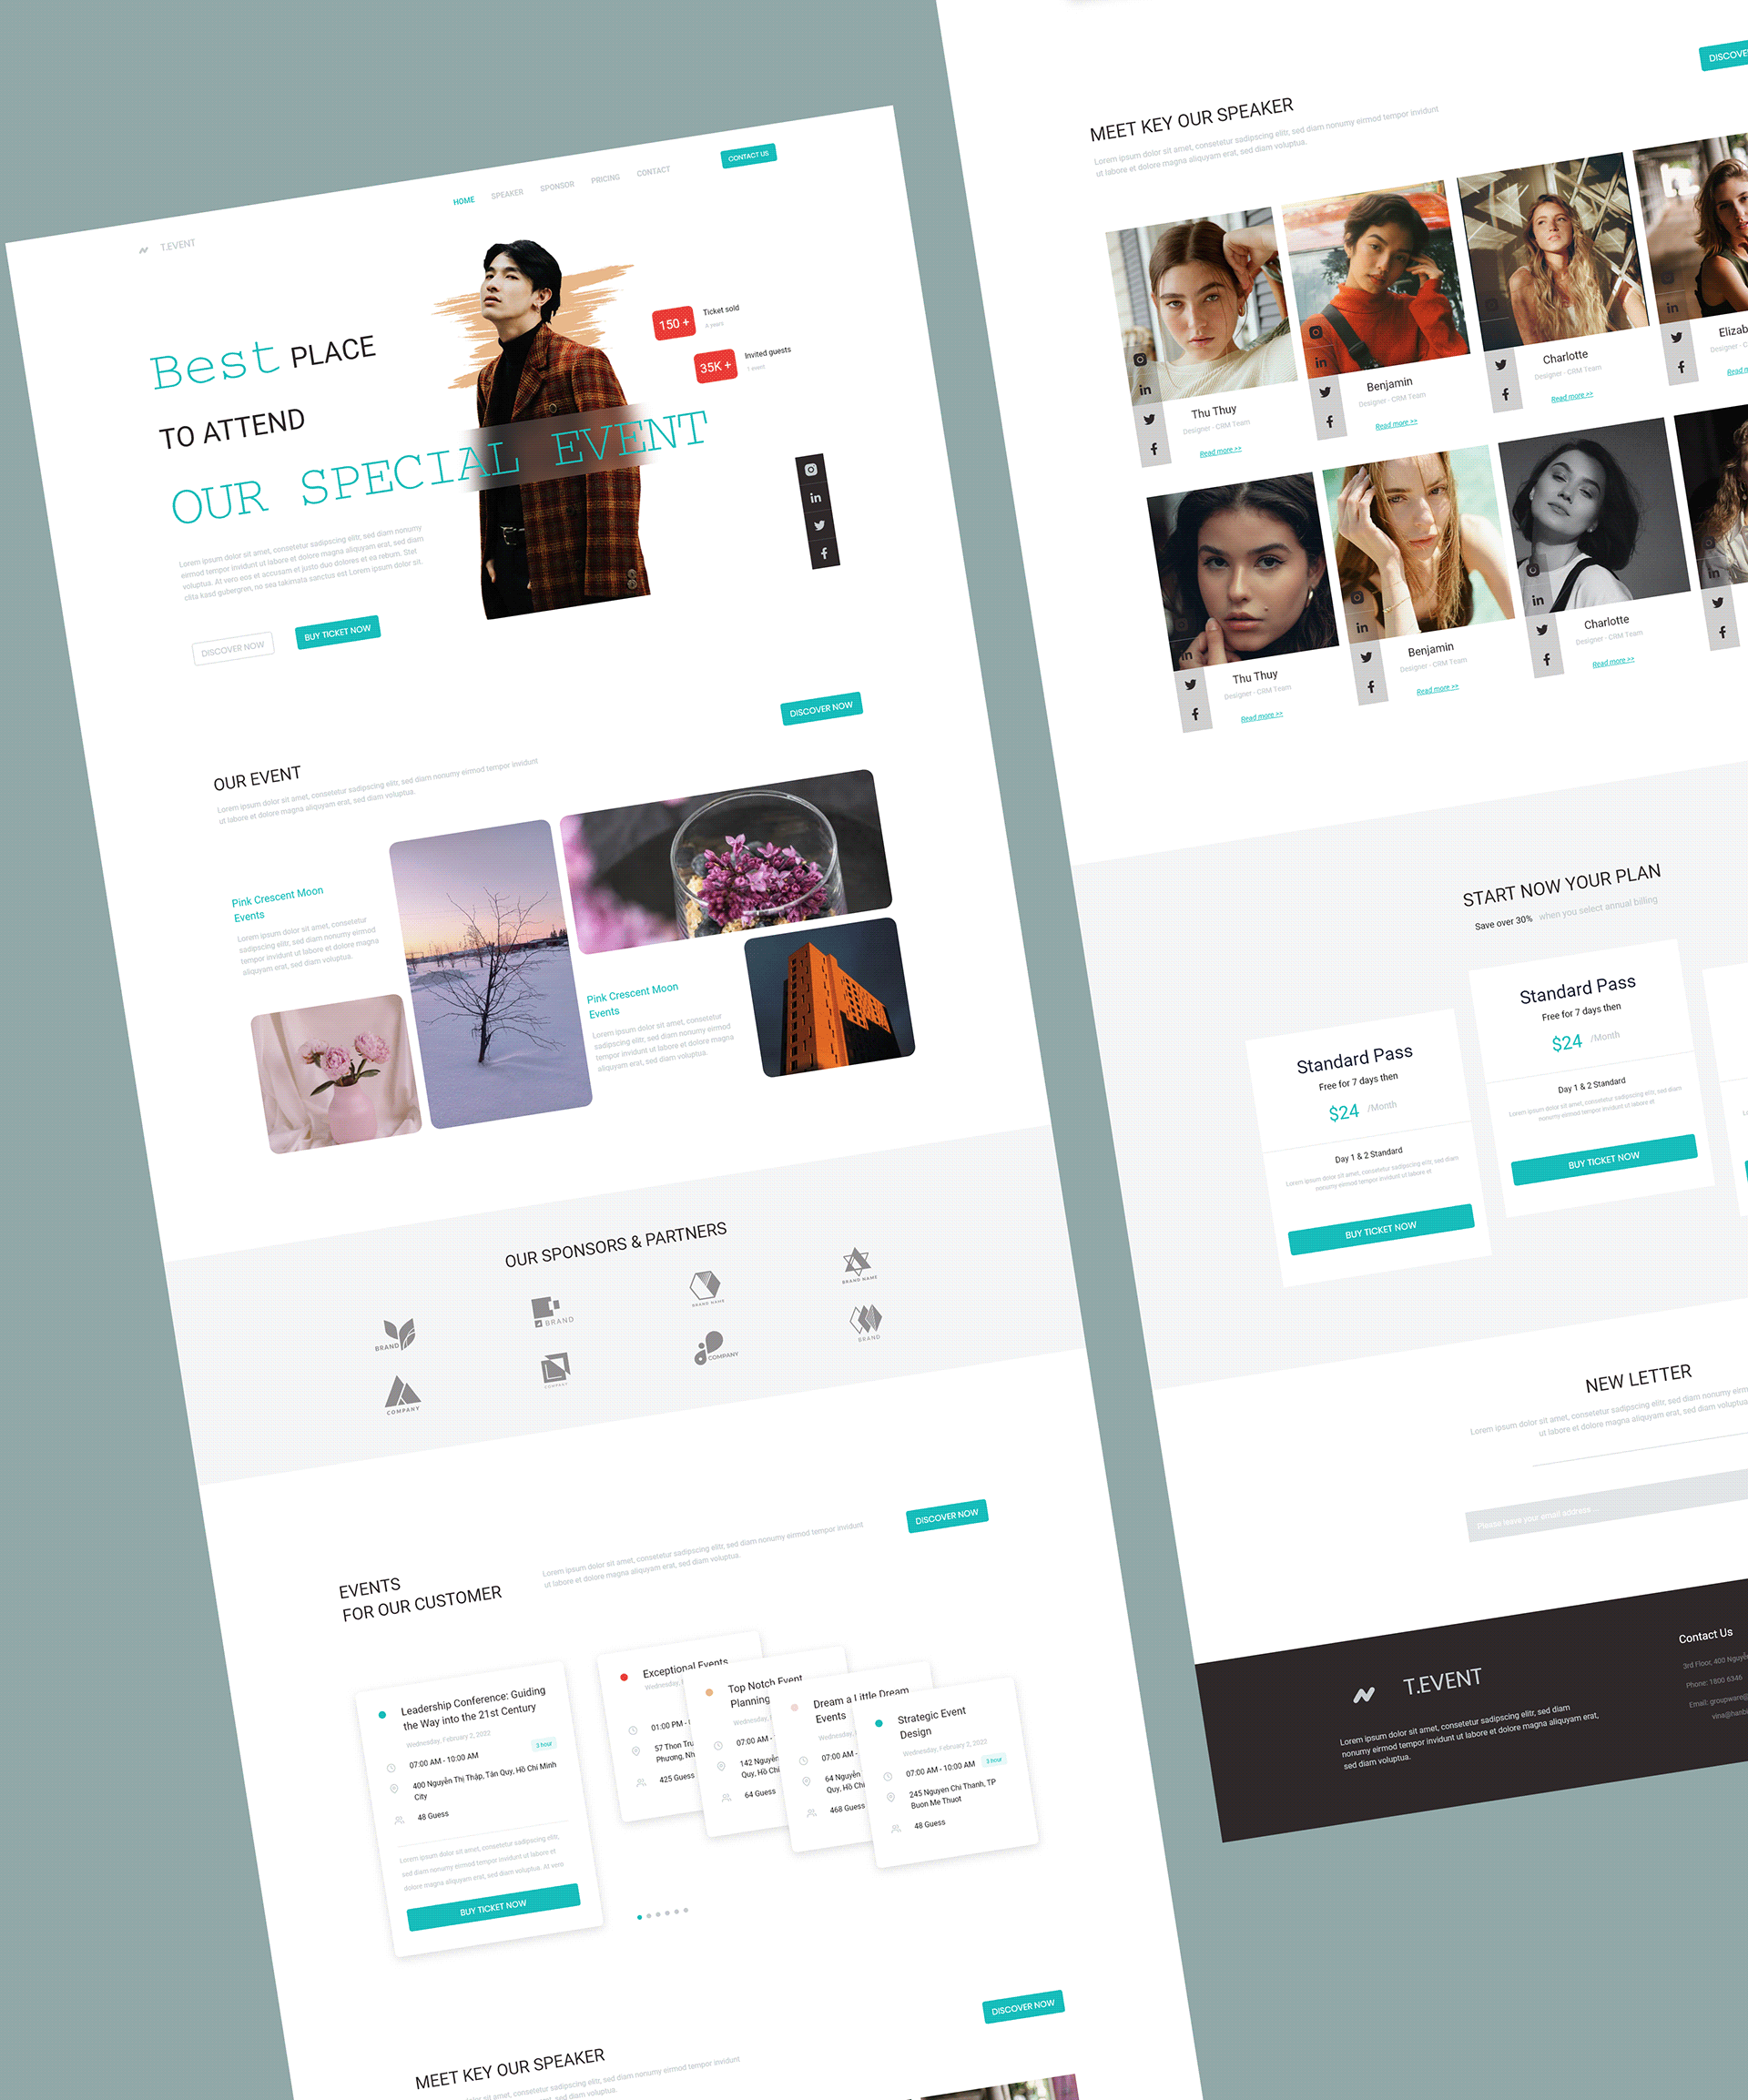 T.EVENT
HOME
SPEAKER
SPONSOR
PRICING
CONTACT
CONTACT US
Best PLACE
TO ATTEND
OUR SPECIAL EVENT
150 +
Ticket sold
4 years
35K +
Invited guests
1 event
Lorem ipsum dolor sit amet, consetetur sadipscing elitr, sed diam nonumy
eirmod tempor invidunt ut labore et dolore magna aliquyam erat, sed diam
voluptua. At vero eos et accusam et justo duo dolores et ea rebum. Stet
clita kasd gubergren, no sea takimata sanctus est Lorem ipsum dolor sit.
DISCOVER NOW
BUY TICKET NOW
DISCOVER NOW
OUR EVENT
Lorem ipsum dolor sit amet, consetetur sadipscing elitr, sed diam nonumy eirmod tempor invidunt
ut labore et dolore magna aliquyam erat, sed diam voluptua.
Pink Crescent Moon
Events
Lorem ipsum dolor sit amet, consetetur
sadipscing elitr, sed diam nonumy eirmod
tempor invidunt ut labore et dolore magna
aliquyam erat, sed diam voluptua.
Pink Crescent Moon
Events
Lorem ipsum dolor sit amet, consetetur
sadipscing elitr, sed diam nonumy eirmod
tempor invidunt ut labore et dolore magna
aliquyam erat, sed diam voluptua.
OUR SPONSORS & PARTNERS
BRAND
BRAND
BRAND NAME
BRAND NAME
COMPANY
COMPANY
COMPANY
BRAND
DISCOVER NOW
EVENTS
FOR OUR CUSTOMER
Lorem ipsum dolor sit amet, consetetur sadipscing elitr, sed diam nonumy eirmod tempor invidunt
ut labore et dolore magna aliquyam erat, sed diam voluptua.
Leadership Conference: Guiding
the Way into the 21st Century
Wednesday, February 2, 2022
07:00 AM - 10:00 AM
3 hour
400 Nguyễn Thị Thập, Tân Quy, Hồ Chí Minh
City
48 Guess
Lorem ipsum dolor sit amet, consetetur sadipscing elitr,
sed diam nonumy eirmod tempor invidunt ut labore et
dolore magna aliquyam erat, sed diam voluptua. At vero
BUY TICKET NOW
Exceptional Events
Wednesday,
01:00 PM -
57 Thon Tru
Phương, Nh
425 Guess
Top Notch Event
Planning
Wednesday,
07:00 AM -
142 Nguyễn
Quy, Hồ Chí
64 Guess
Dream a Little Dream
Events
Wednesday,
07:00 AM -
64 Nguyễn
Quy, Hồ Chí
468 Guess
Strategic Event
Design
Wednesday, February 2, 2022
07:00 AM - 10:00 AM
3 hour
245 Nguyen Chi Thanh, TP
Buon Me Thuot
48 Guess
DISCOVER NOW
MEET KEY OUR SPEAKER
dolor sit amet, consetetur sadipscing elitr, sed diam nonumy eirmod tempor invidunt
dolore magna aliquyam erat, sed diam voluptua.
DISCOVE
MEET KEY OUR SPEAKER
Lorem ipsum dolor sit amet, consetetur sadipscing elitr, sed diam nonumy eirmod tempor invidunt
ut labore et dolore magna aliquyam erat, sed diam voluptua.
Thu Thuy
Designer - CRM Team
Read more >>
Benjamin
Designer - CRM Team
Read more >>
Charlotte
Designer - CRM Team
Read more >>
Elizab
Designer - C
Read m
Thu Thuy
Designer - CRM Team
Read more >>
Benjamin
Designer - CRM Team
Read more >>
Charlotte
Designer - CRM Team
Read more >>
START NOW YOUR PLAN
Save over 30% when you select annual billing
Standard Pass
Free for 7 days then
$24 /Month
Day 1 & 2 Standard
Lorem ipsum dolor sit amet, consetetur sadipscing elitr, sed diam
nonumy eirmod tempor invidunt ut labore et
BUY TICKET NOW
Standard Pass
Free for 7 days then
$24 /Month
Day 1 & 2 Standard
Lorem ipsum dolor sit amet, consetetur sadipscing elitr, sed diam
nonumy eirmod tempor invidunt ut labore et
BUY TICKET NOW
NEW LETTER
Lorem ipsum dolor sit amet, consetetur sadipscing elitr, sed diam nonumy eirm
ut labore et dolore magna aliquyam erat, sed diam voluptua
Please leave your email address ...
T.EVENT
Lorem ipsum dolor sit amet, consetetur sadipscing elitr, sed diam
nonumy eirmod tempor invidunt ut labore et dolore magna aliquyam erat,
sed diam voluptua.
Contact Us
3rd Floor, 400 Nguyễ
Phone: 1800 6346
Email: groupware@
vina@hanbi